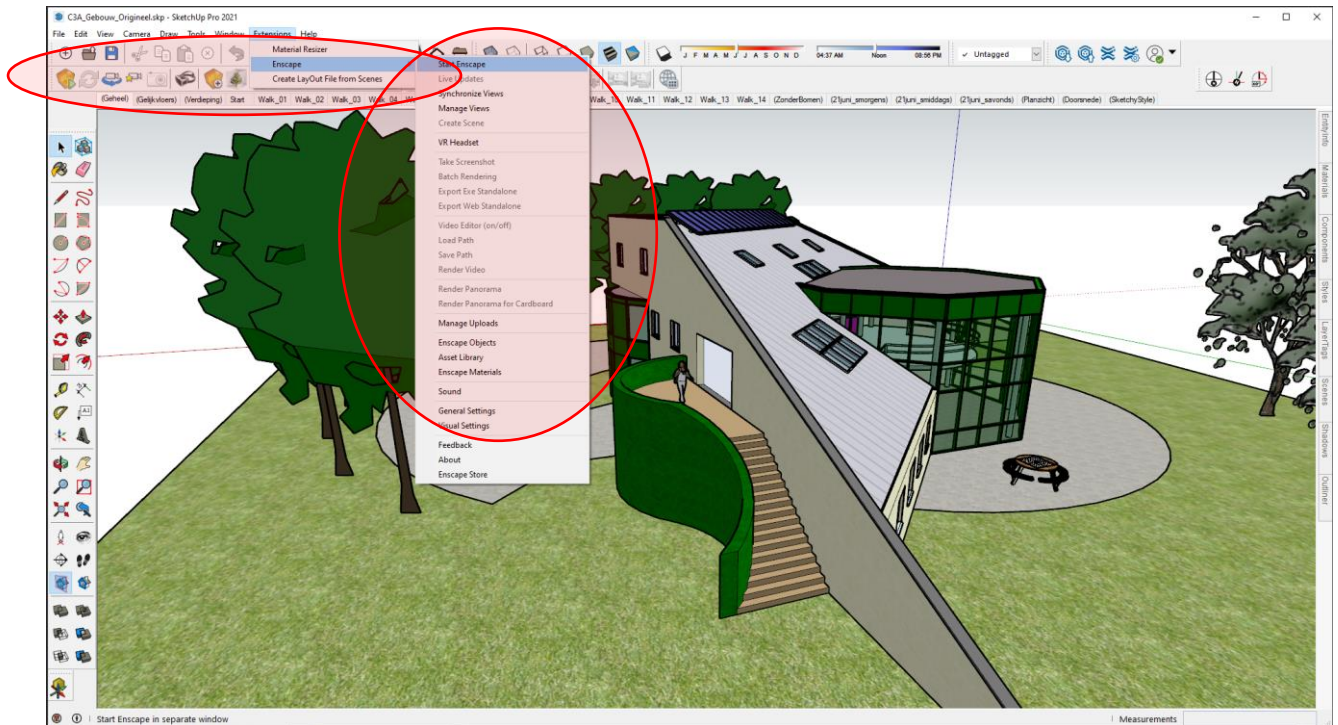 C3A_Gebouw_Origineel.skp - SketchUp Pro 2021
File Edit View Camera Draw Tools Window Extensions Help
J F M A M J J A S O N D
04:37 AM Noon 08:56 PM
Untagged
(Geheel) (Gelijkvloers) (Verdieping) Start Walk_01 Walk_02 Walk_03 Walk_04 Walk_11 Walk_12 Walk_13 Walk_14 (ZonderBomen) (21juni_smorgens) (21juni_smiddags) (21juni_savonds) (Planzicht) (Doorsnede) (SketchyStyle)
Material Resizer
Enscape
Create LayOut File from Scenes
Start Enscape
Live Updates
Synchronize Views
Manage Views
Create Scene
VR Headset
Take Screenshot
Batch Rendering
Export Exe Standalone
Export Web Standalone
Video Editor (on/off)
Load Path
Save Path
Render Video
Render Panorama
Render Panorama for Cardboard
Manage Uploads
Enscape Objects
Asset Library
Enscape Materials
Sound
General Settings
Visual Settings
Feedback
About
Enscape Store
EntityInfo
Materials
Components
Styles
LayerTags
Scenes
Shadows
Outliner
Start Enscape in separate window
Measurements